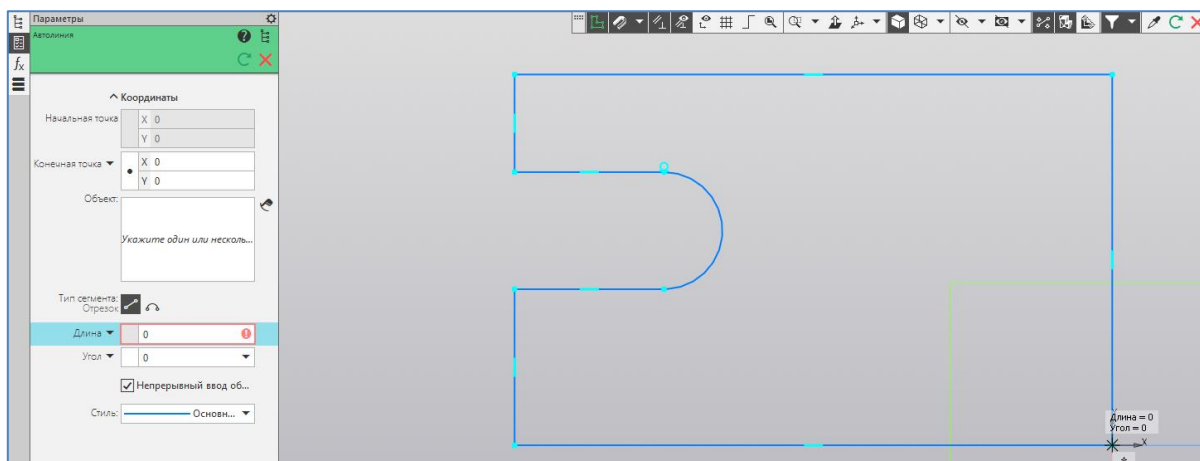 Параметры
Автолиния
Координаты
Начальная точка
X 0
Y 0
Конечная точка
X 0
Y 0
Объект:
Укажите один или несколь...
Тип сегмента:
Отрезок
Длина
0
Угол
0
Непрерывный ввод об...
Стиль:
Основн...
fx
Длина = 0
Угол = 0
X